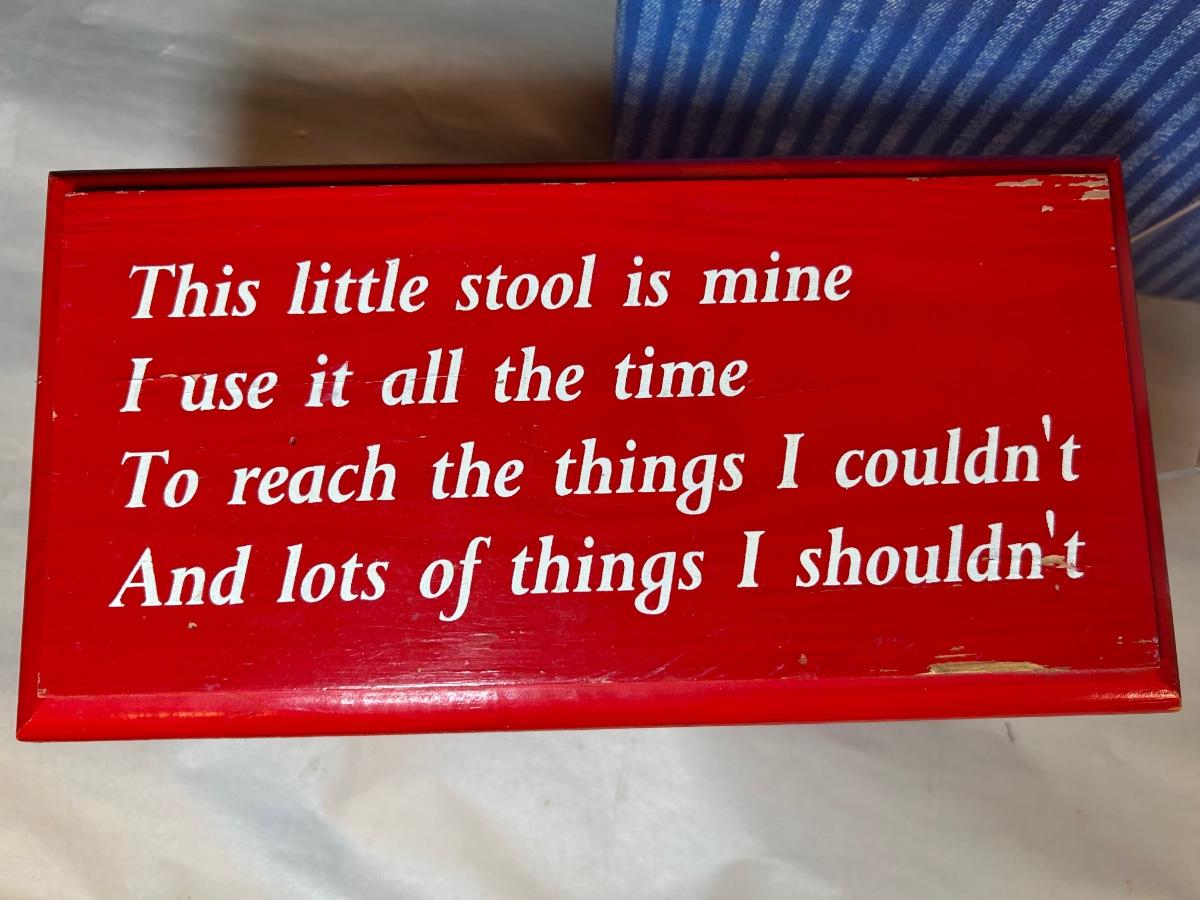 This little stool is mine
I use it all the time
To reach the things I couldn't
And lots of things I shouldn't